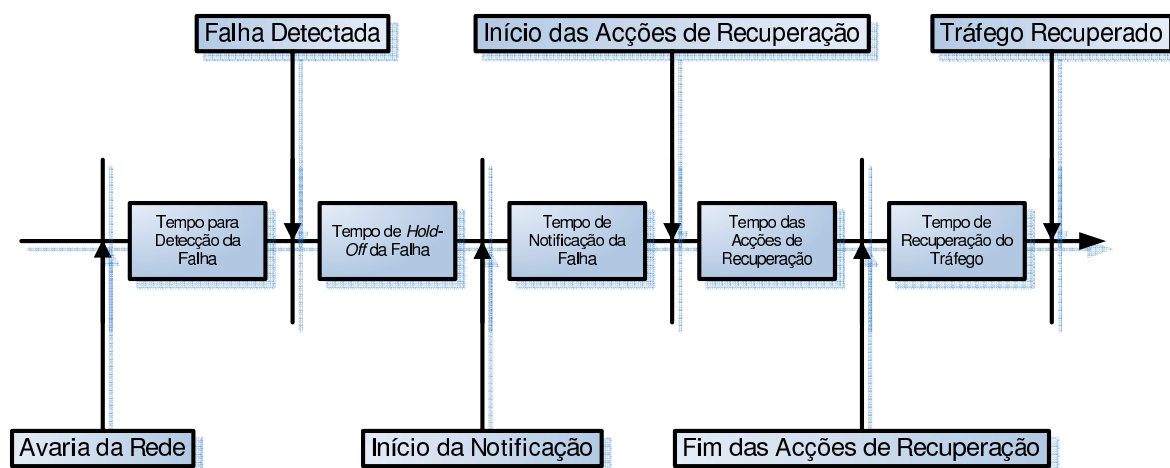 Falha Detectada
Início das Acções de Recuperação
Tráfego Recuperado
Tempo para
Detecção da
Falha
Tempo de Hold-
Off da Falha
Tempo de
Notificação da
Falha
Tempo das
Acções de
Recuperação
Tempo de
Recuperação do
Tráfego
Avaria da Rede
Início da Notificação
Fim das Acções de Recuperação